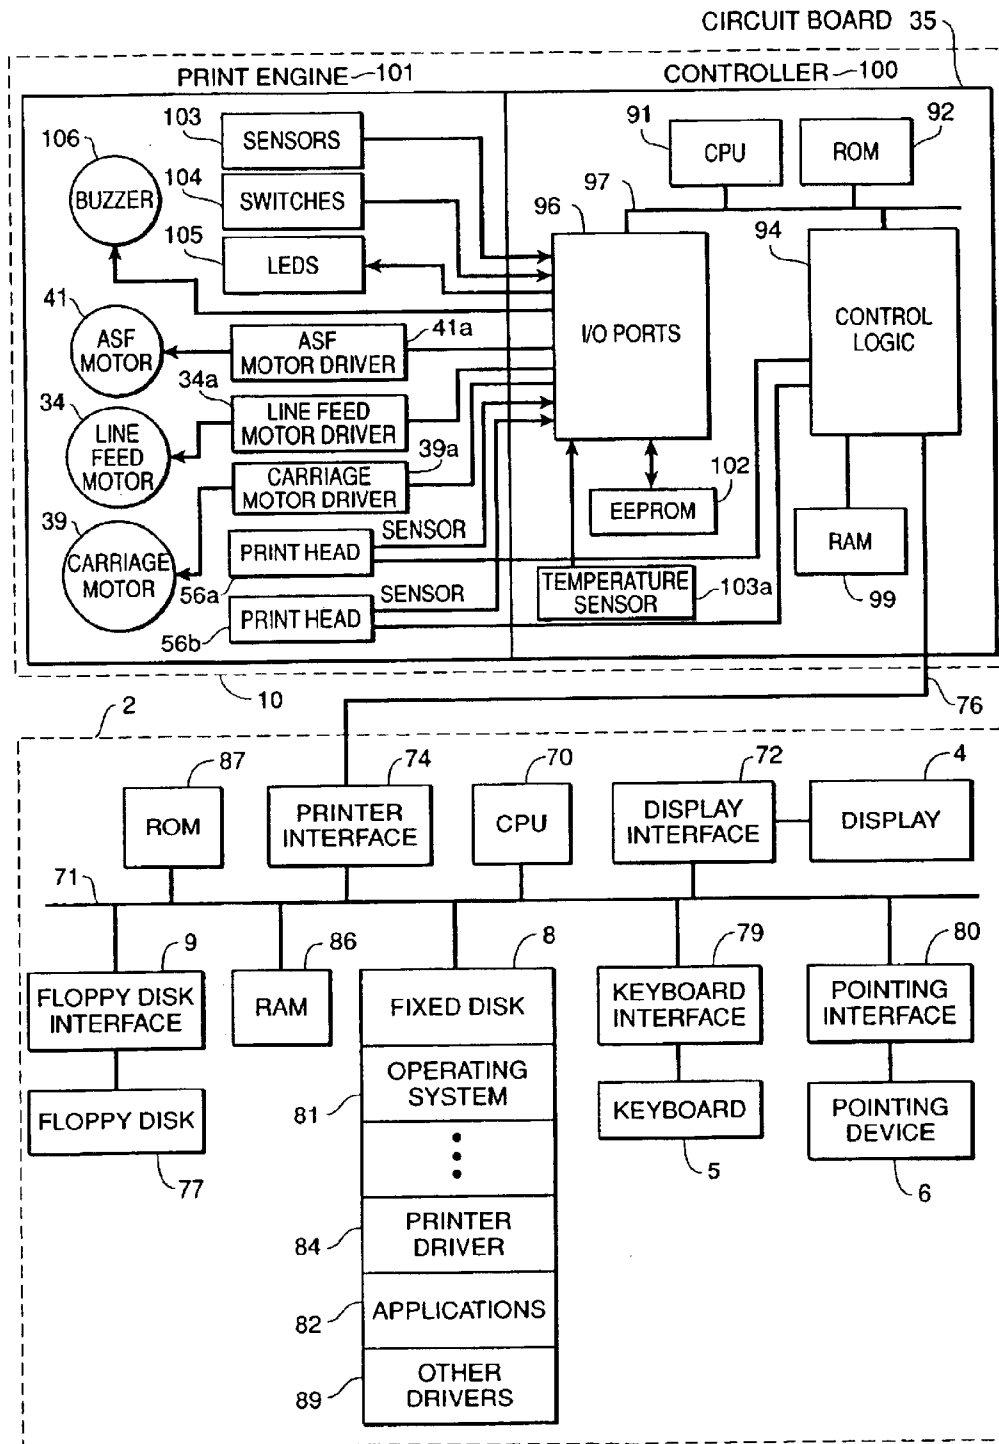 CIRCUIT BOARD 35
PRINT ENGINE 101
CONTROLLER 100
103
SENSORS
106
BUZZER
104
SWITCHES
105
LEDS
91
CPU
92
ROM
97
96
I/O PORTS
94
CONTROL
LOGIC
41
ASF
MOTOR
41a
ASF
MOTOR DRIVER
34
LINE
FEED
MOTOR
34a
LINE FEED
MOTOR DRIVER
39a
CARRIAGE
MOTOR DRIVER
39
CARRIAGE
MOTOR
SENSOR
PRINT HEAD
56a
SENSOR
PRINT HEAD
56b
102
EEPROM
TEMPERATURE
SENSOR
103a
RAM
99
10
76
2
87
ROM
74
PRINTER
INTERFACE
70
CPU
72
DISPLAY
INTERFACE
4
DISPLAY
71
9
FLOPPY DISK
INTERFACE
86
RAM
8
FIXED DISK
79
KEYBOARD
INTERFACE
80
POINTING
INTERFACE
FLOPPY DISK
77
OPERATING
SYSTEM
81
KEYBOARD
5
POINTING
DEVICE
6
PRINTER
DRIVER
84
APPLICATIONS
82
OTHER
DRIVERS
89